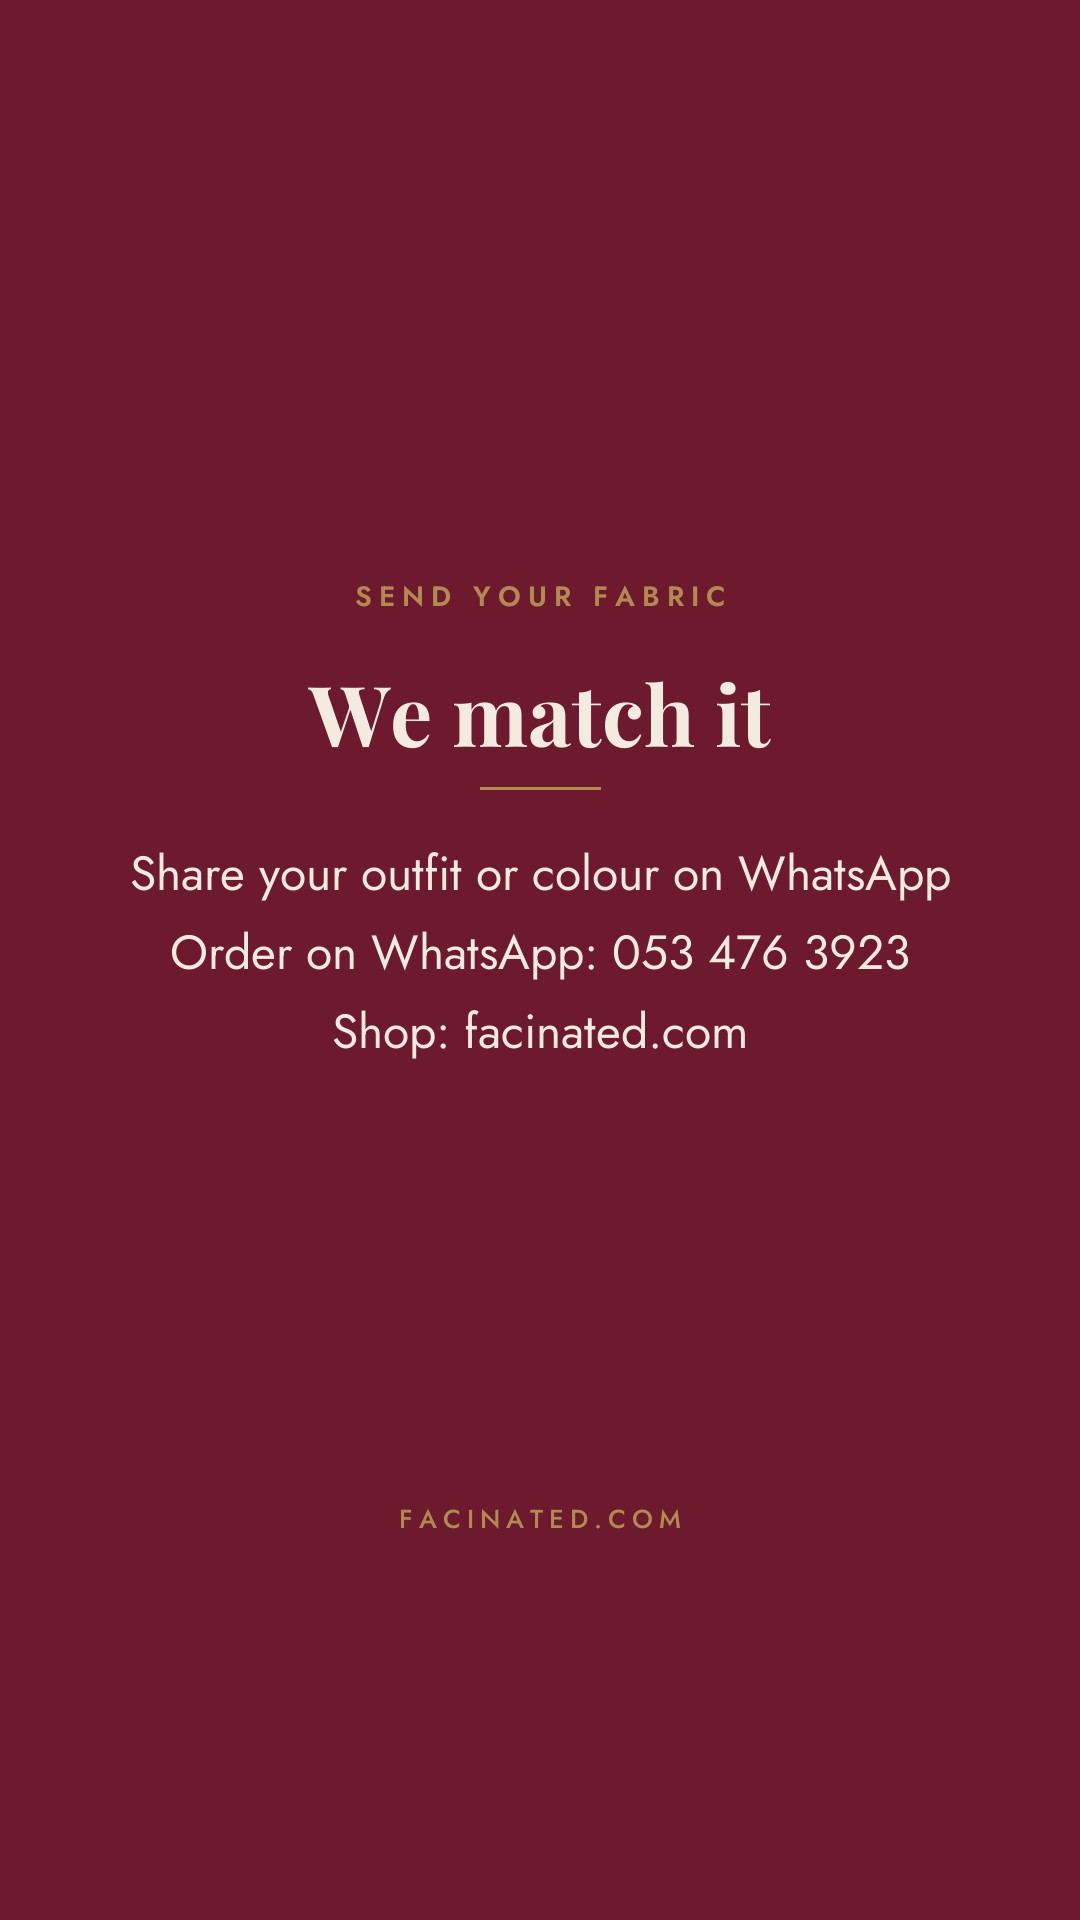 SEND YOUR FABRIC
We match it
Share your outfit or colour on WhatsApp
Order on WhatsApp: 053 476 3923
Shop: facinated.com
FACINATED.COM